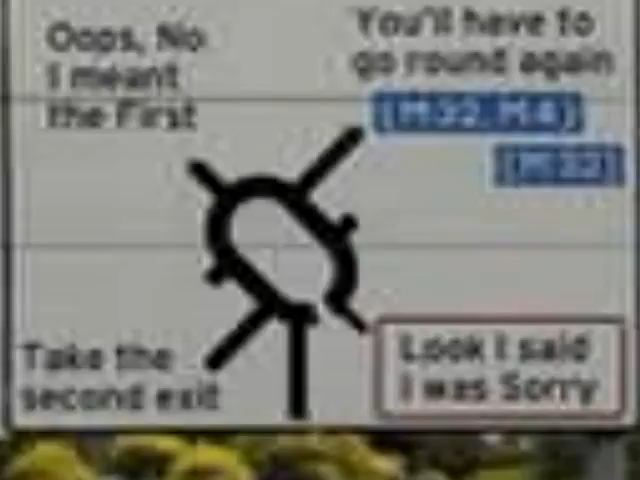 Oops, No
I meant
the First
You'll have to
go round again
(M32, M4)
(M32)
Take the
second exit
Look I said
I was Sorry